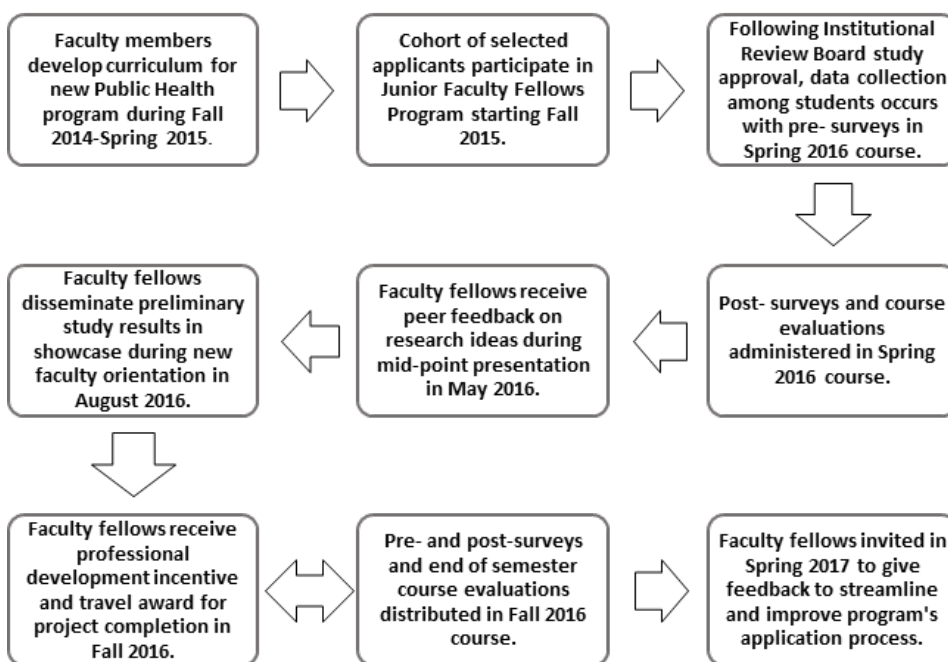 Faculty members
develop curriculum for
new Public Health
program during Fall
2014-Spring 2015.
Cohort of selected
applicants participate in
Junior Faculty Fellows
Program starting Fall
2015.
Following Institutional
Review Board study
approval, data collection
among students occurs
with pre- surveys in
Spring 2016 course.
Post- surveys and course
evaluations
administered in Spring
2016 course.
Faculty fellows receive
peer feedback on
research ideas during
mid-point presentation
in May 2016.
Faculty fellows
disseminate preliminary
study results in
showcase during new
faculty orientation in
August 2016.
Faculty fellows receive
professional
development incentive
and travel award for
project completion in
Fall 2016.
Pre- and post-surveys
and end of semester
course evaluations
distributed in Fall 2016
course.
Faculty fellows invited in
Spring 2017 to give
feedback to streamline
and improve program's
application process.